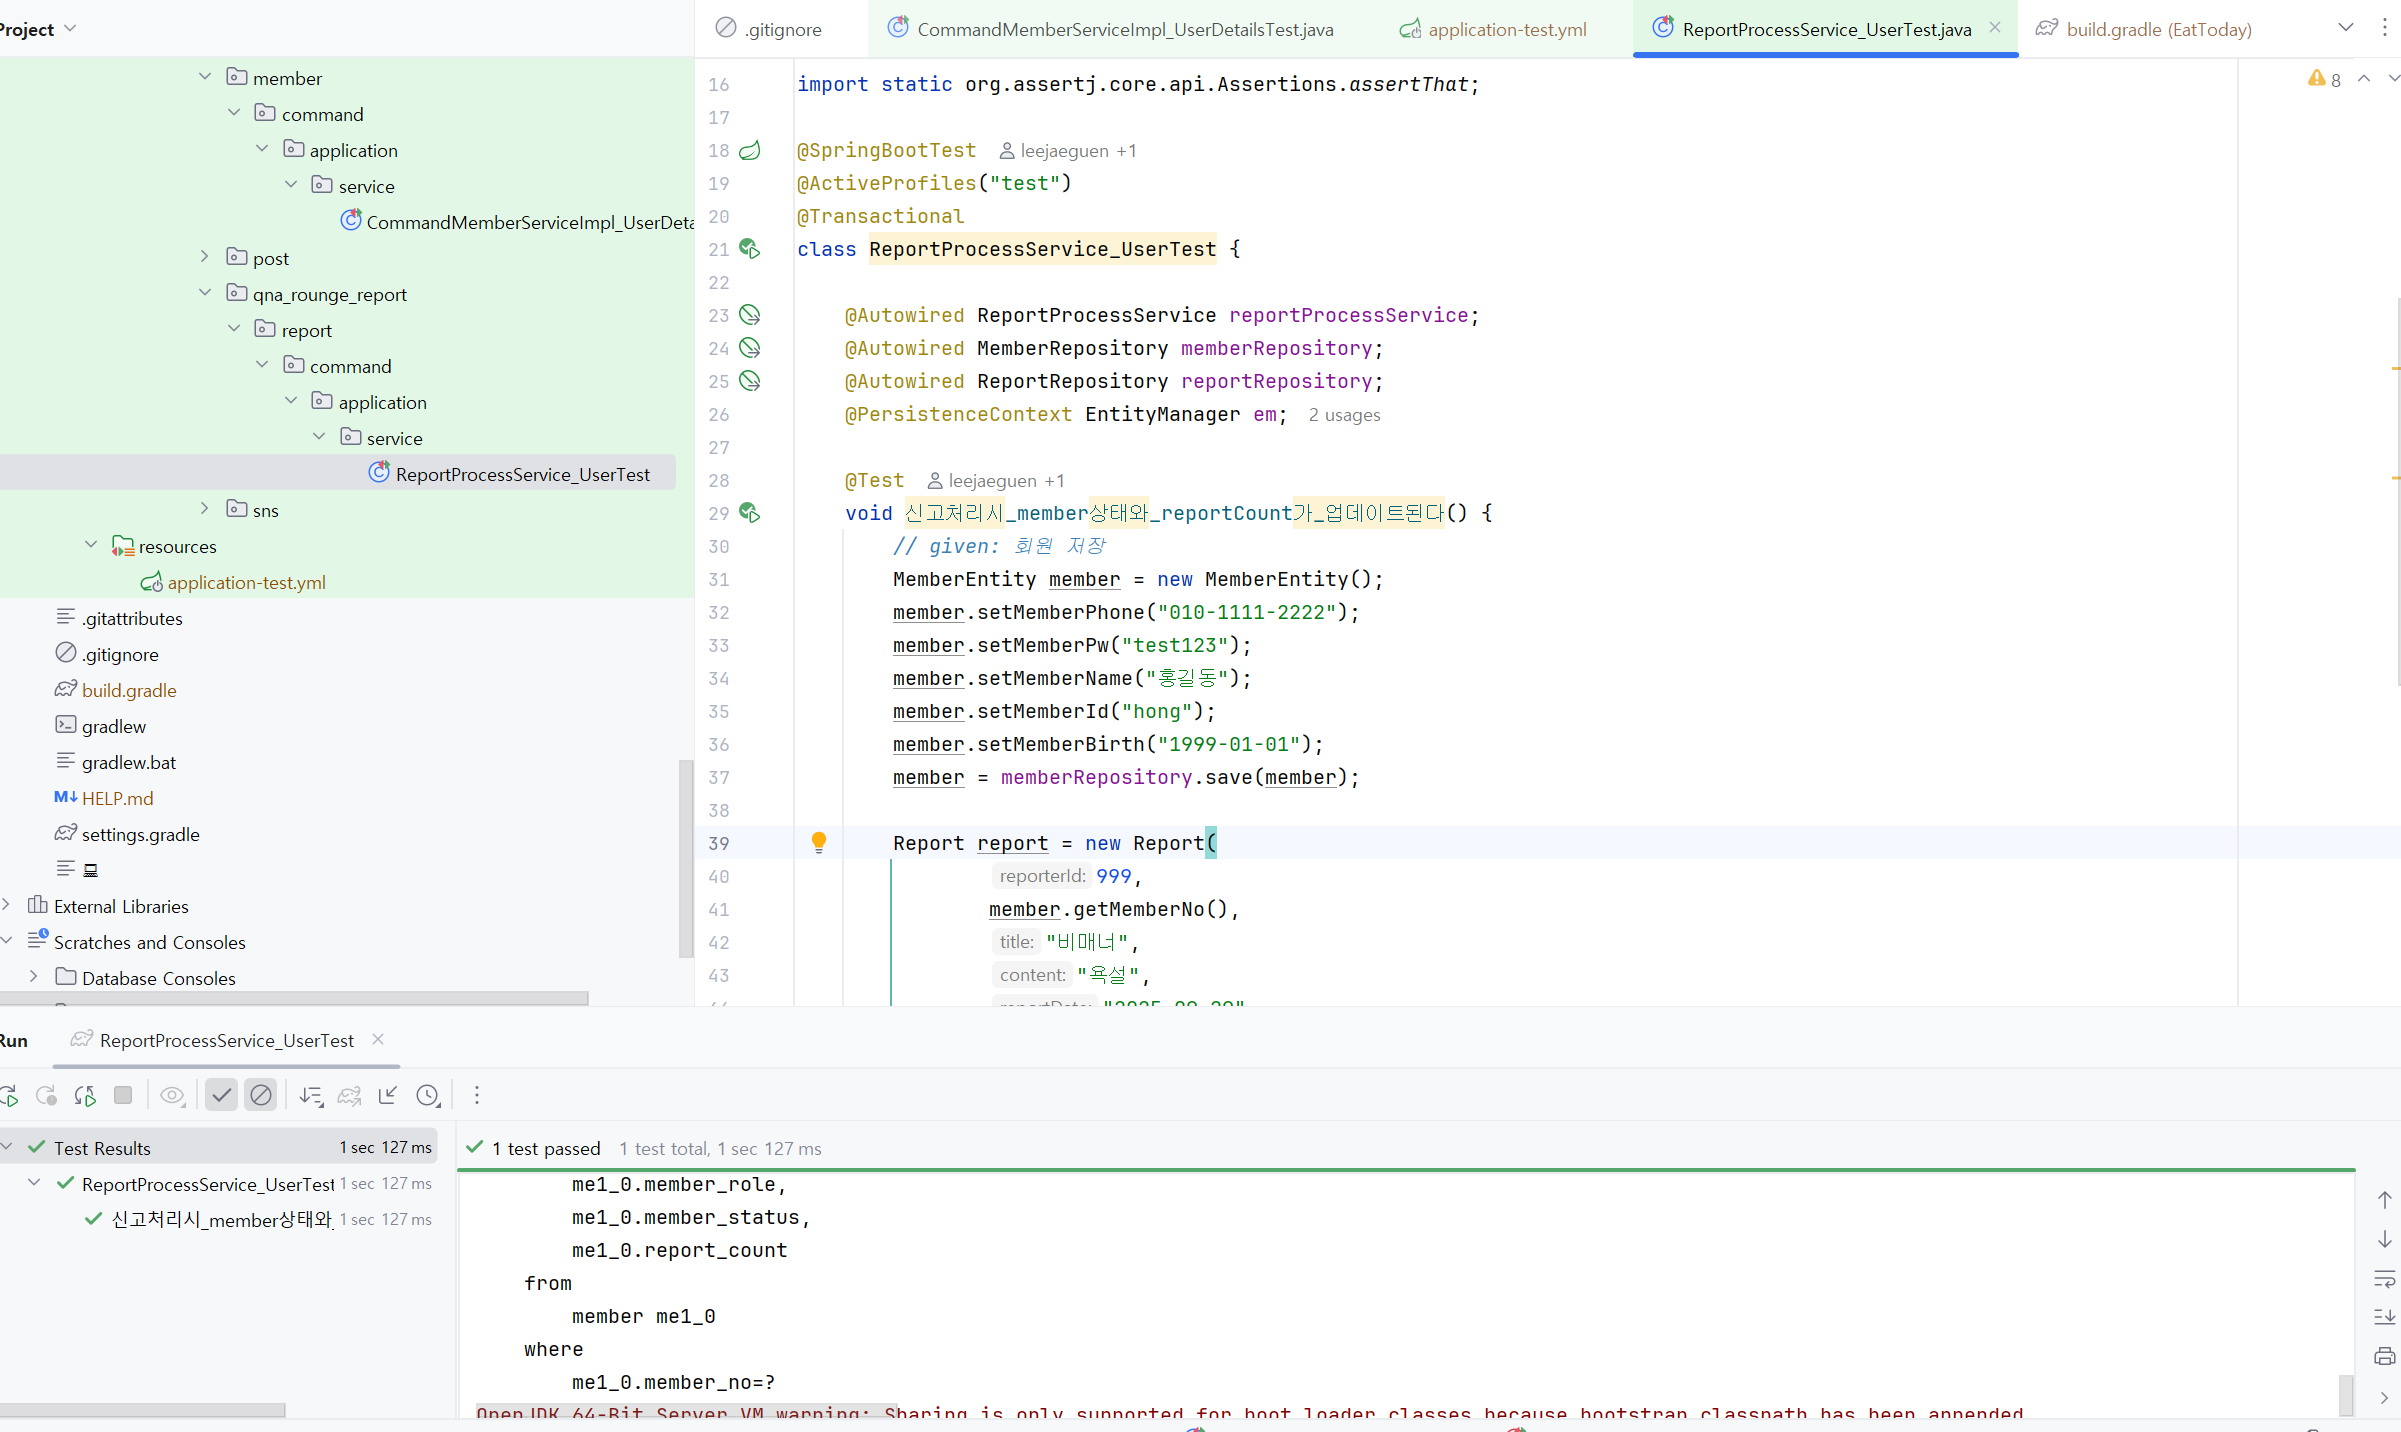 Project
member
command
application
service
CommandMemberServiceImpl_UserDeta
post
qna_rounge_report
report
command
application
service
ReportProcessService_UserTest
sns
resources
application-test.yml
.gitattributes
.gitignore
build.gradle
gradlew
gradlew.bat
M↓ HELP.md
settings.gradle
External Libraries
Scratches and Consoles
Database Consoles
.gitignore
CommandMemberServiceImpl_UserDetailsTest.java
application-test.yml
ReportProcessService_UserTest.java
build.gradle (EatToday)
8
16 import static org.assertj.core.api.Assertions.assertThat;
17
18 @SpringBootTest leejaeguen +1
19 @ActiveProfiles("test")
20 @Transactional
21 class ReportProcessService_UserTest {
22
23 @Autowired ReportProcessService reportProcessService;
24 @Autowired MemberRepository memberRepository;
25 @Autowired ReportRepository reportRepository;
26 @PersistenceContext EntityManager em; 2 usages
27
28 @Test leejaeguen +1
29 void 신고처리시_member상태와_reportCount가_업데이트된다() {
30 // given: 회원 저장
31 MemberEntity member = new MemberEntity();
32 member.setMemberPhone("010-1111-2222");
33 member.setMemberPw("test123");
34 member.setMemberName("홍길동");
35 member.setMemberId("hong");
36 member.setMemberBirth("1999-01-01");
37 member = memberRepository.save(member);
38
39 Report report = new Report(
40 reporterId: 999,
41 member.getMemberNo(),
42 title: "비매너",
43 content: "욕설",
Run
ReportProcessService_UserTest
Test Results 1 sec 127 ms
ReportProcessService_UserTest 1 sec 127 ms
신고처리시_member상태와_ 1 sec 127 ms
1 test passed 1 test total, 1 sec 127 ms
me1_0.member_role,
me1_0.member_status,
me1_0.report_count
from
member me1_0
where
me1_0.member_no=?
OpenJDK 64-Bit Server VM warning: Sharing is only supported for boot loader classes because bootstrap classpath has been appended